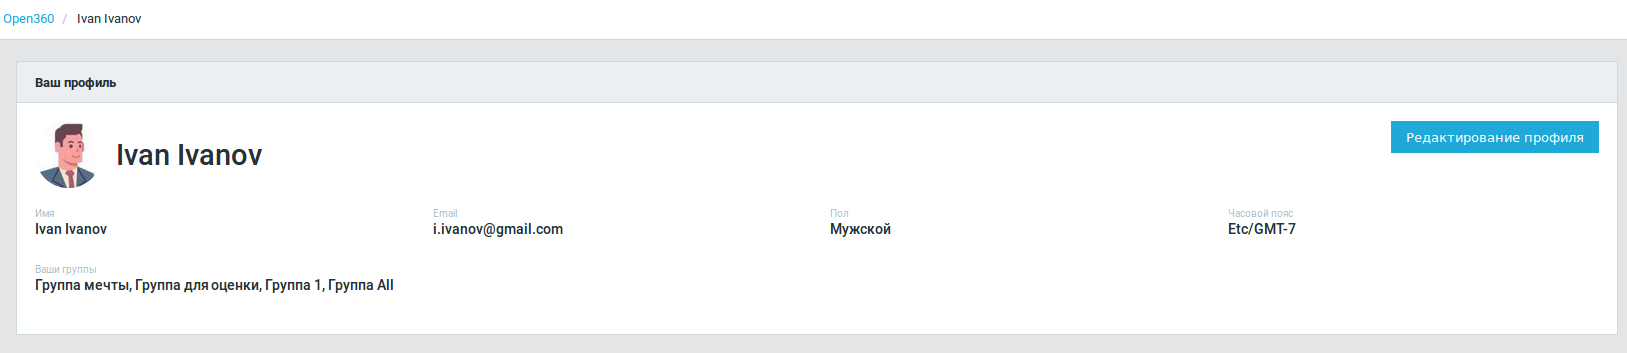 Open360 / Ivan Ivanov
Ваш профиль
Ivan Ivanov
Редактирование профиля
Имя Email Пол Часовой пояс
Ivan Ivanov i.ivanov@gmail.com Мужской Etc/GMT-7
Ваши группы
Группа мечты, Группа для оценки, Группа 1, Группа All